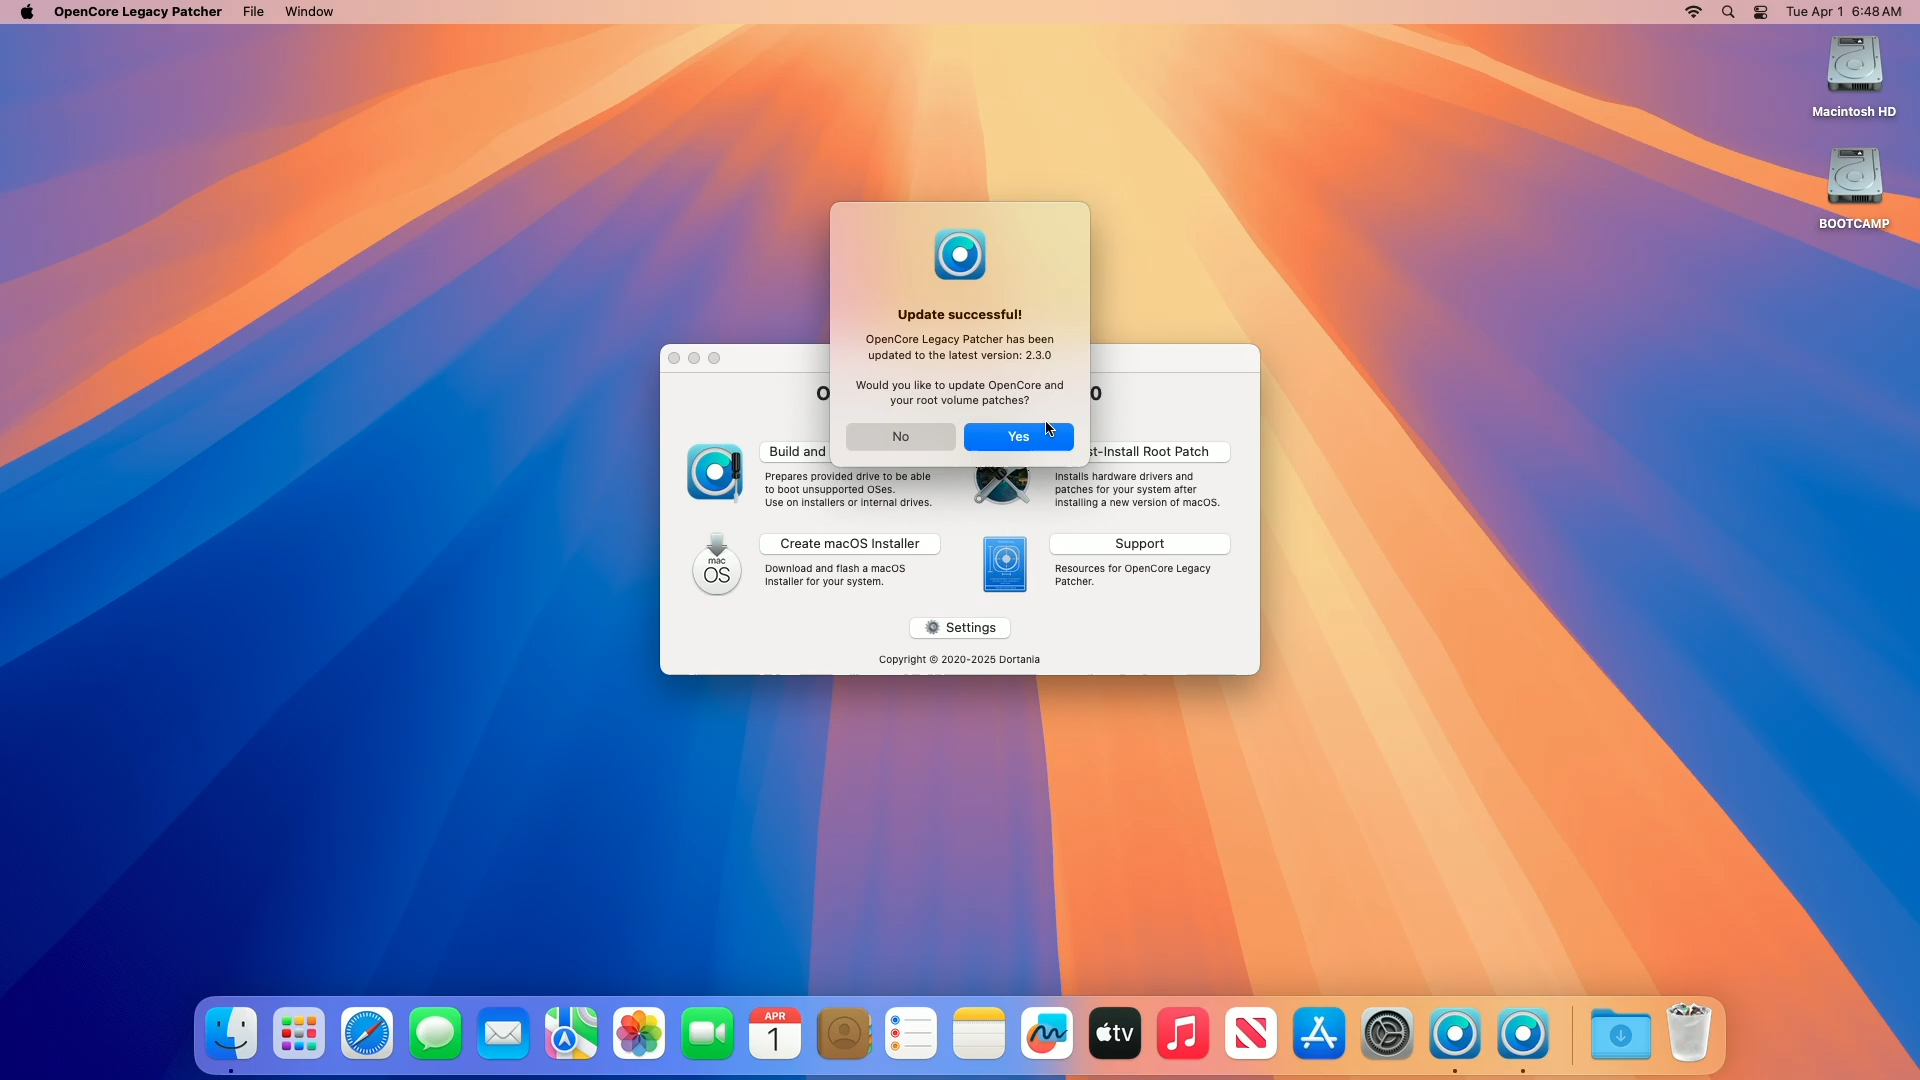 OpenCore Legacy Patcher File Window Tue Apr 1 6:48 AM
Macintosh HD
BOOTCAMP
Update successful!
OpenCore Legacy Patcher has been
updated to the latest version: 2.3.0
Would you like to update OpenCore and
your root volume patches?
No Yes
O 0
Build and
Prepares provided drive to be able
to boot unsupported OSes.
Use on installers or internal drives.
st-Install Root Patch
Installs hardware drivers and
patches for your system after
installing a new version of macOS.
mac
OS
Create macOS Installer
Download and flash a macOS
Installer for your system.
Support
Resources for OpenCore Legacy
Patcher.
Settings
Copyright © 2020-2025 Dortania
APR
1
tv